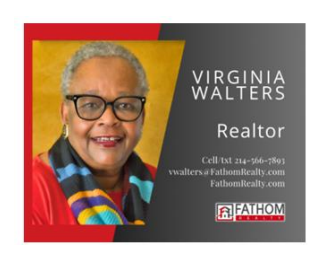 VIRGINIA
WALTERS
Realtor
Cell/txt 214-566-7893
vwalters@FathomRealty.com
FathomRealty.com
FATHOM
REALTY